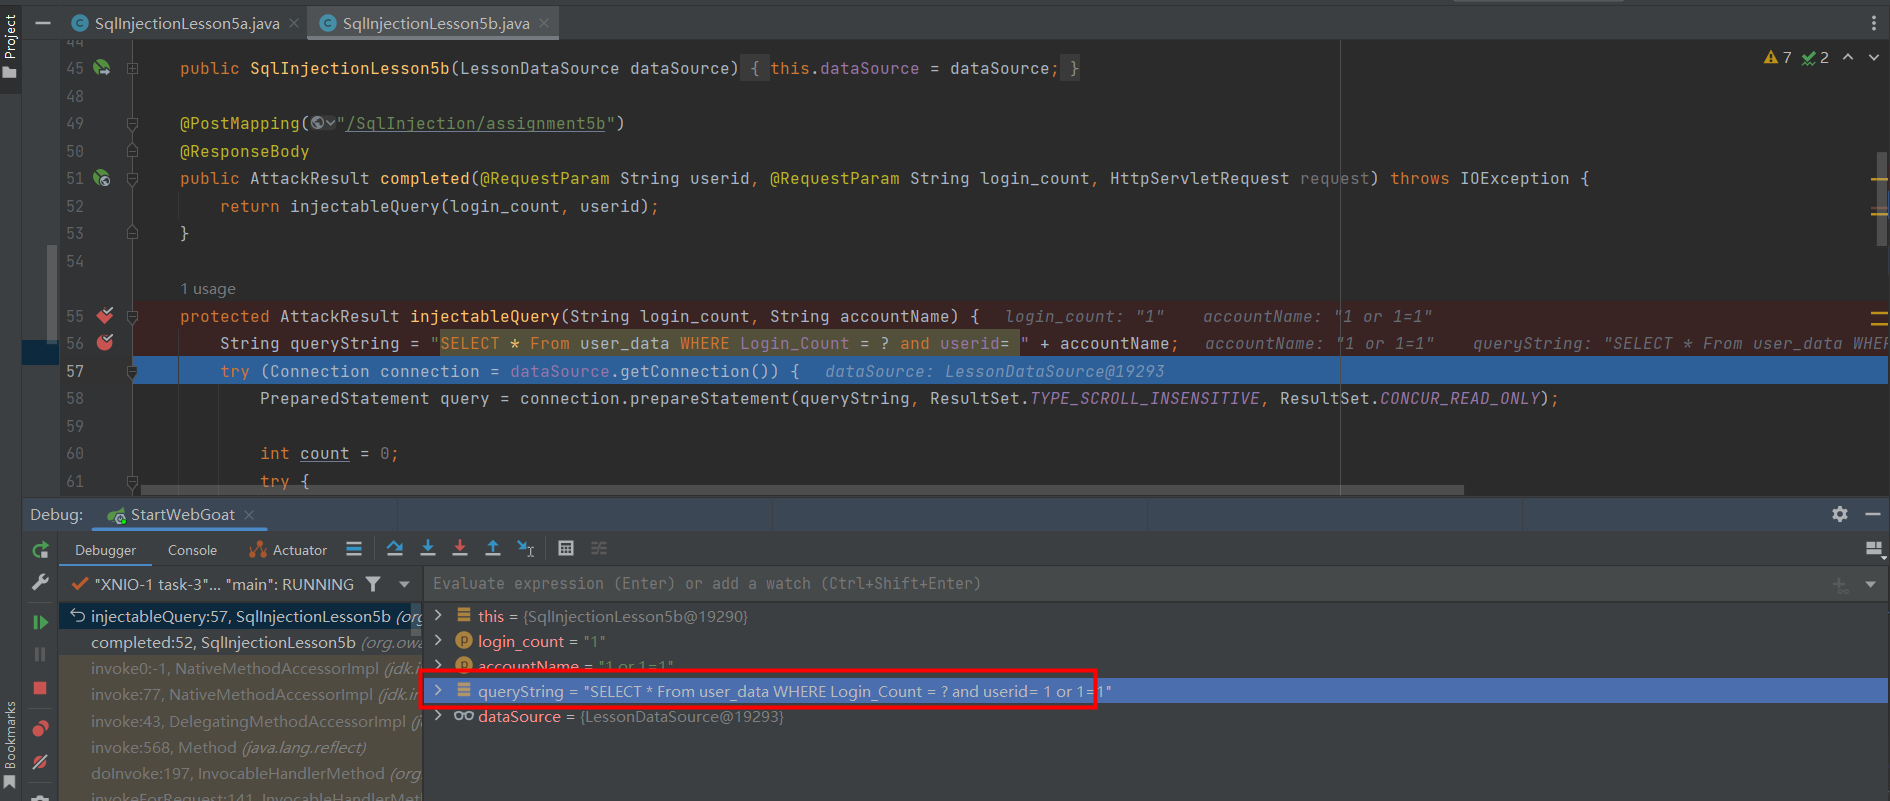 Project
SqlInjectionLesson5a.java
SqlInjectionLesson5b.java
44
45 public SqlInjectionLesson5b(LessonDataSource dataSource) { this.dataSource = dataSource; }
7 2
48
49 @PostMapping("/SqlInjection/assignment5b")
50 @ResponseBody
51 public AttackResult completed(@RequestParam String userid, @RequestParam String login_count, HttpServletRequest request) throws IOException {
52 return injectableQuery(login_count, userid);
53 }
54
1 usage
55 protected AttackResult injectableQuery(String login_count, String accountName) { login_count: "1" accountName: "1 or 1=1"
56 String queryString = "SELECT * From user_data WHERE Login_Count = ? and userid= " + accountName; accountName: "1 or 1=1" queryString: "SELECT * From user_data WHE
57 try (Connection connection = dataSource.getConnection()) { dataSource: LessonDataSource@19293
58 PreparedStatement query = connection.prepareStatement(queryString, ResultSet.TYPE_SCROLL_INSENSITIVE, ResultSet.CONCUR_READ_ONLY);
59
60 int count = 0;
61 try {
Debug: StartWebGoat
Debugger Console Actuator
"XNIO-1 task-3"... "main": RUNNING
Evaluate expression (Enter) or add a watch (Ctrl+Shift+Enter)
injectableQuery:57, SqlInjectionLesson5b (org
completed:52, SqlInjectionLesson5b (org.owa
invoke0:-1, NativeMethodAccessorImpl (jdk.i
invoke:77, NativeMethodAccessorImpl (jdk.in
invoke:43, DelegatingMethodAccessorImpl (j
invoke:568, Method (java.lang.reflect)
doInvoke:197, InvocableHandlerMethod (org
invokeForRequest:141, InvocableHandlerMet
this = {SqlInjectionLesson5b@19290}
login_count = "1"
accountName = "1 or 1=1"
queryString = "SELECT * From user_data WHERE Login_Count = ? and userid= 1 or 1=1"
dataSource = {LessonDataSource@19293}
Bookmarks